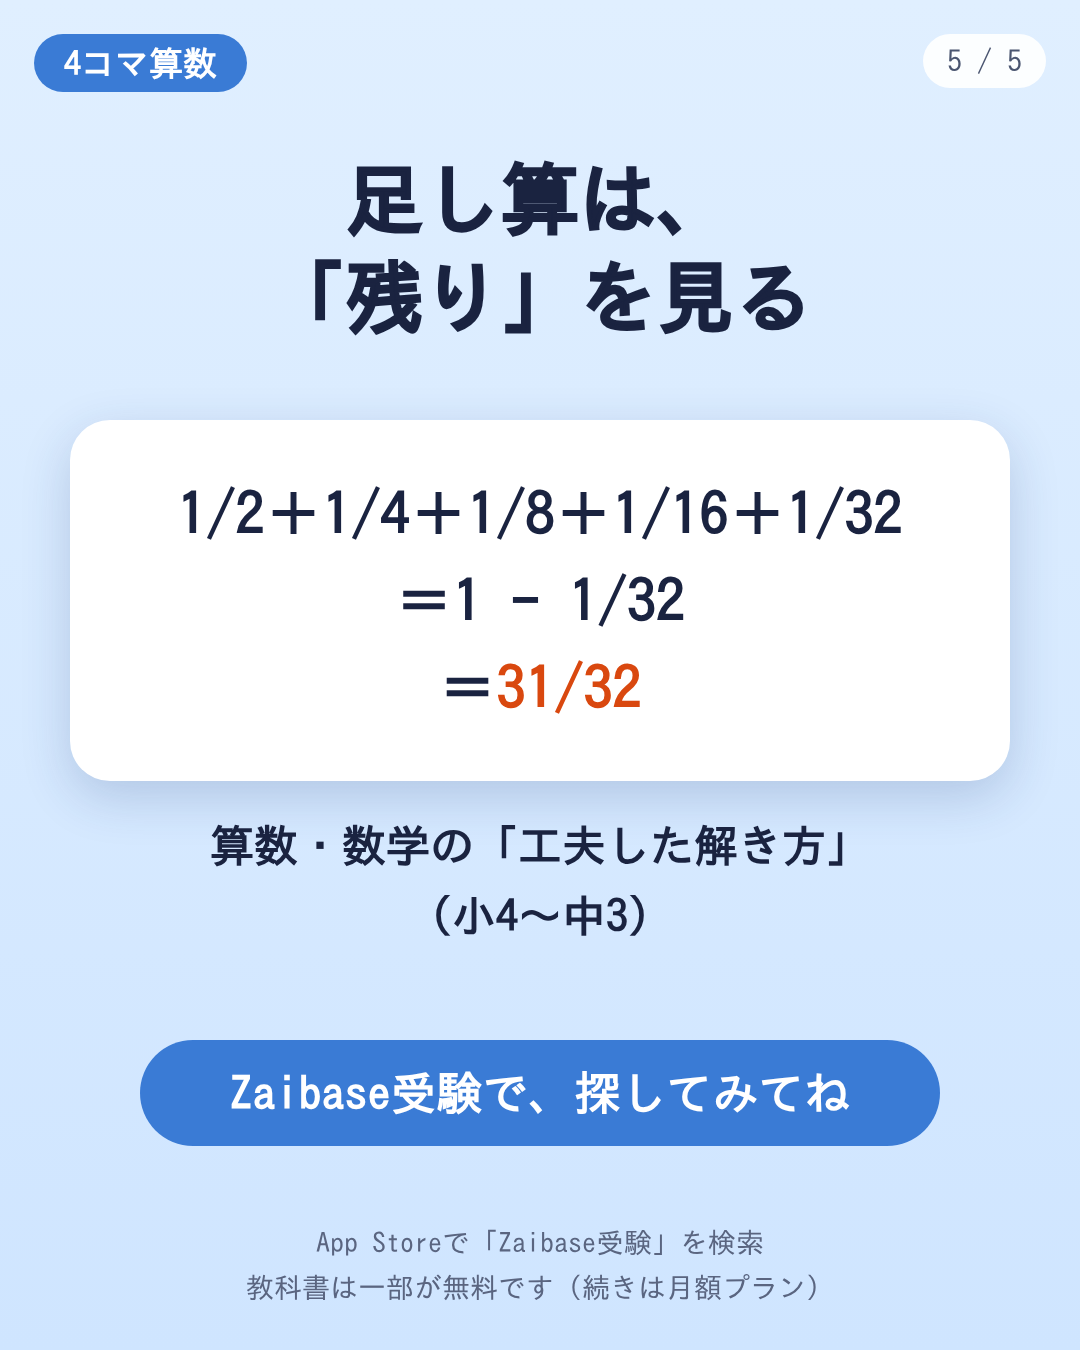 4コマ算数
5 / 5
足し算は、
「残り」を見る
1/2＋1/4＋1/8＋1/16＋1/32
＝1 − 1/32
＝31/32
算数・数学の「工夫した解き方」
（小4〜中3）
Zaibase受験で、探してみてね
App Storeで「Zaibase受験」を検索
教科書は一部が無料です（続きは月額プラン）